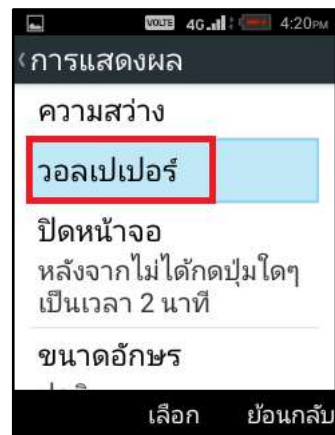 VOLTE 4G 4:20PM
การแสดงผล
ความสว่าง
วอลเปเปอร์
ปิดหน้าจอ
หลังจากไม่ได้กดปุ่มใดๆ
เป็นเวลา 2 นาที
ขนาดอักษร
เลือก ย้อนกลับ